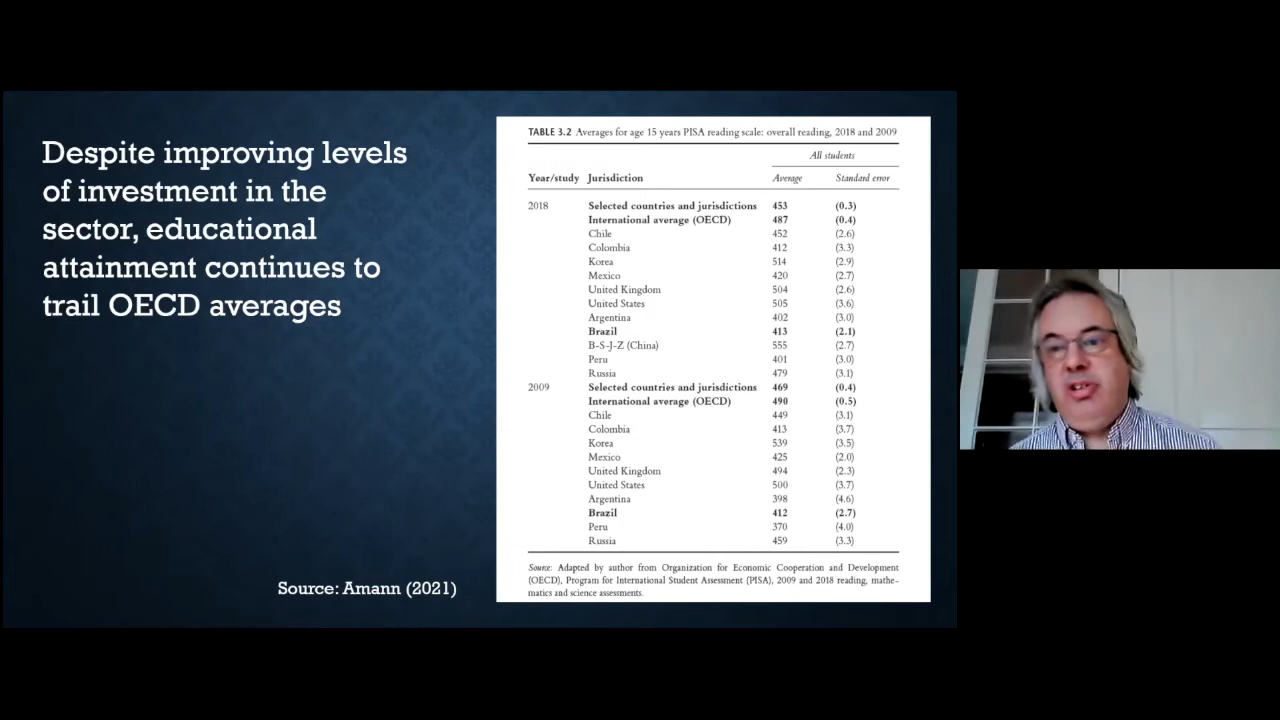 Despite improving levels
of investment in the
sector, educational
attainment continues to
trail OECD averages
Source: Amann (2021)
TABLE 3.2 Averages for age 15 years PISA reading scale: overall reading, 2018 and 2009
All students
Year/study Jurisdiction Average Standard error
2018 Selected countries and jurisdictions 453 (0.3)
International average (OECD) 487 (0.4)
Chile 452 (2.6)
Colombia 412 (3.3)
Korea 514 (2.9)
Mexico 420 (2.7)
United Kingdom 504 (2.6)
United States 505 (3.6)
Argentina 402 (3.0)
Brazil 413 (2.1)
B-S-J-Z (China) 555 (2.7)
Peru 401 (3.0)
Russia 479 (3.1)
2009 Selected countries and jurisdictions 469 (0.4)
International average (OECD) 490 (0.5)
Chile 449 (3.1)
Colombia 413 (3.7)
Korea 539 (3.5)
Mexico 425 (2.0)
United Kingdom 494 (2.3)
United States 500 (3.7)
Argentina 398 (4.6)
Brazil 412 (2.7)
Peru 370 (4.0)
Russia 459 (3.3)
Source: Adapted by author from Organization for Economic Cooperation and Development
(OECD), Program for International Student Assessment (PISA), 2009 and 2018 reading, mathe-
matics and science assessments.